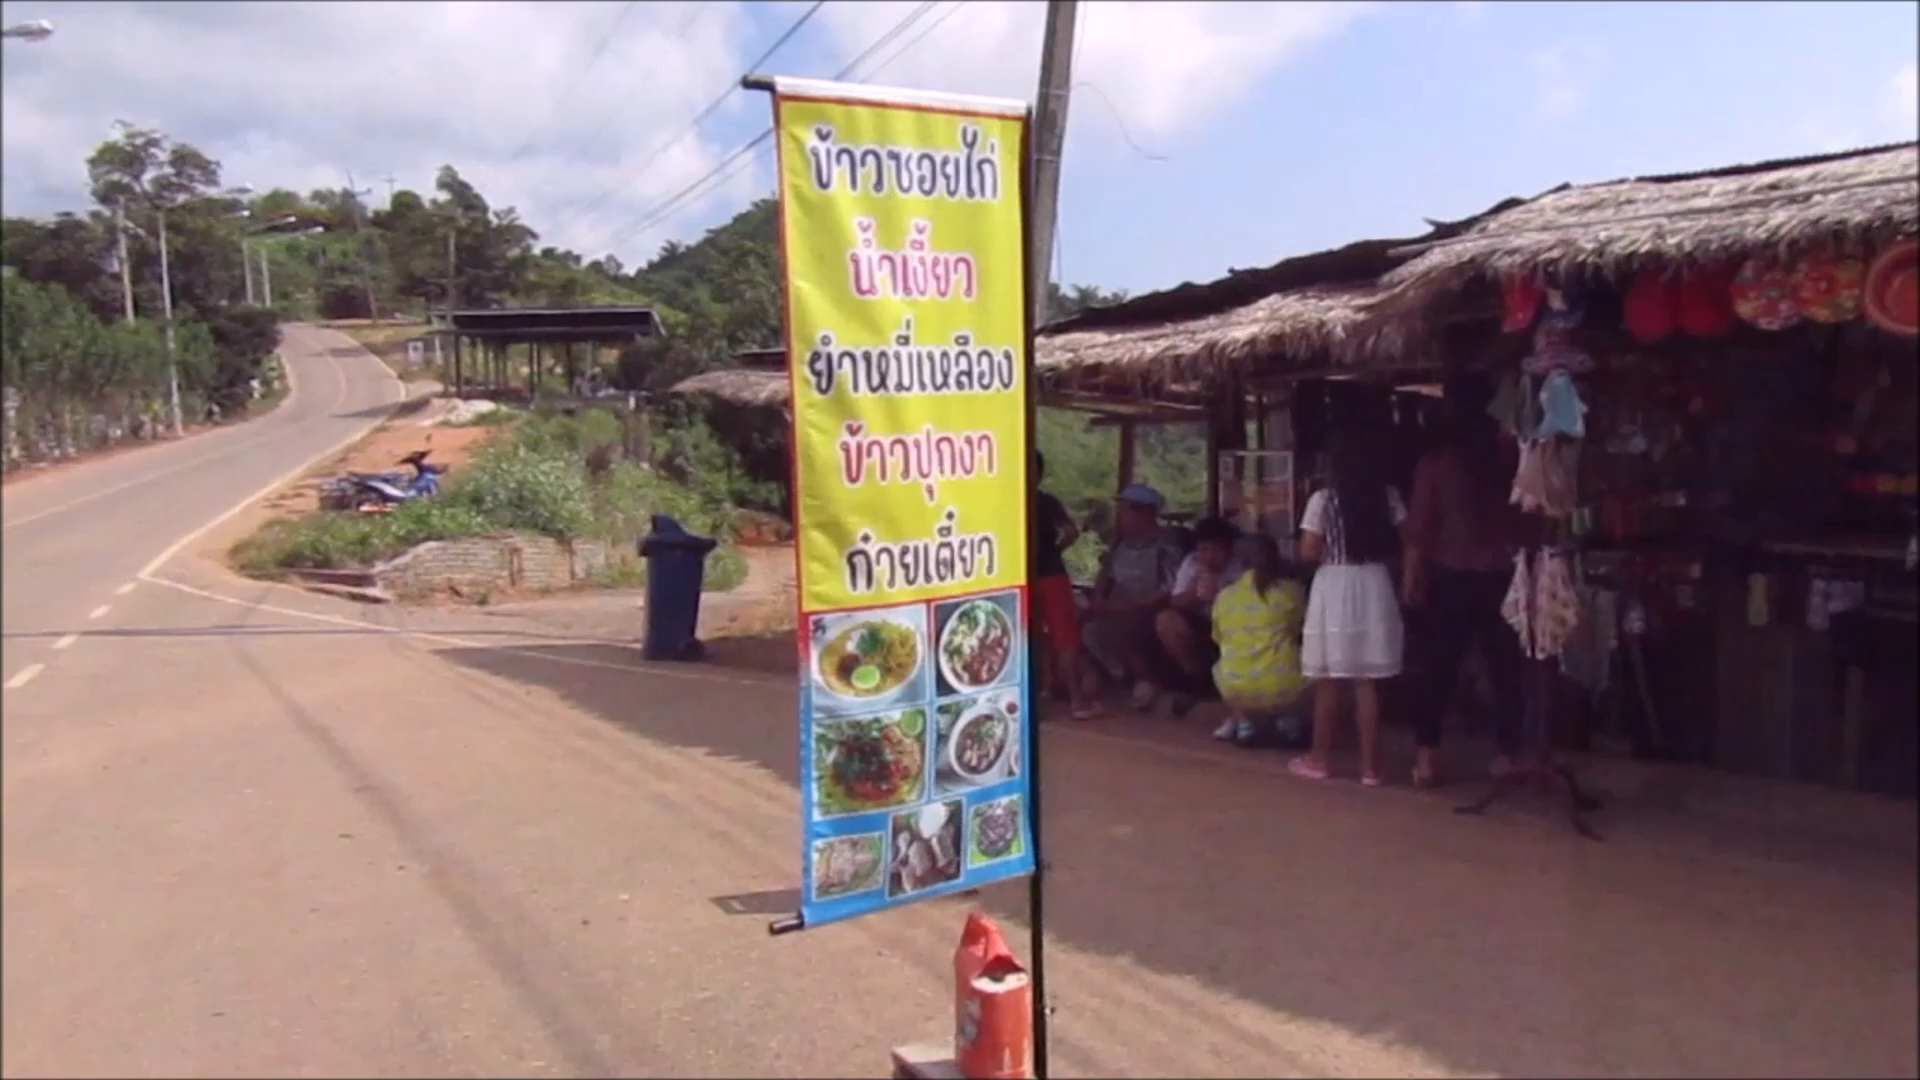 ข้าวซอยไก่
น้ำเงี้ยว
ยำหมี่เหลือง
ข้าวปุกงา
ก๋วยเตี๋ยว